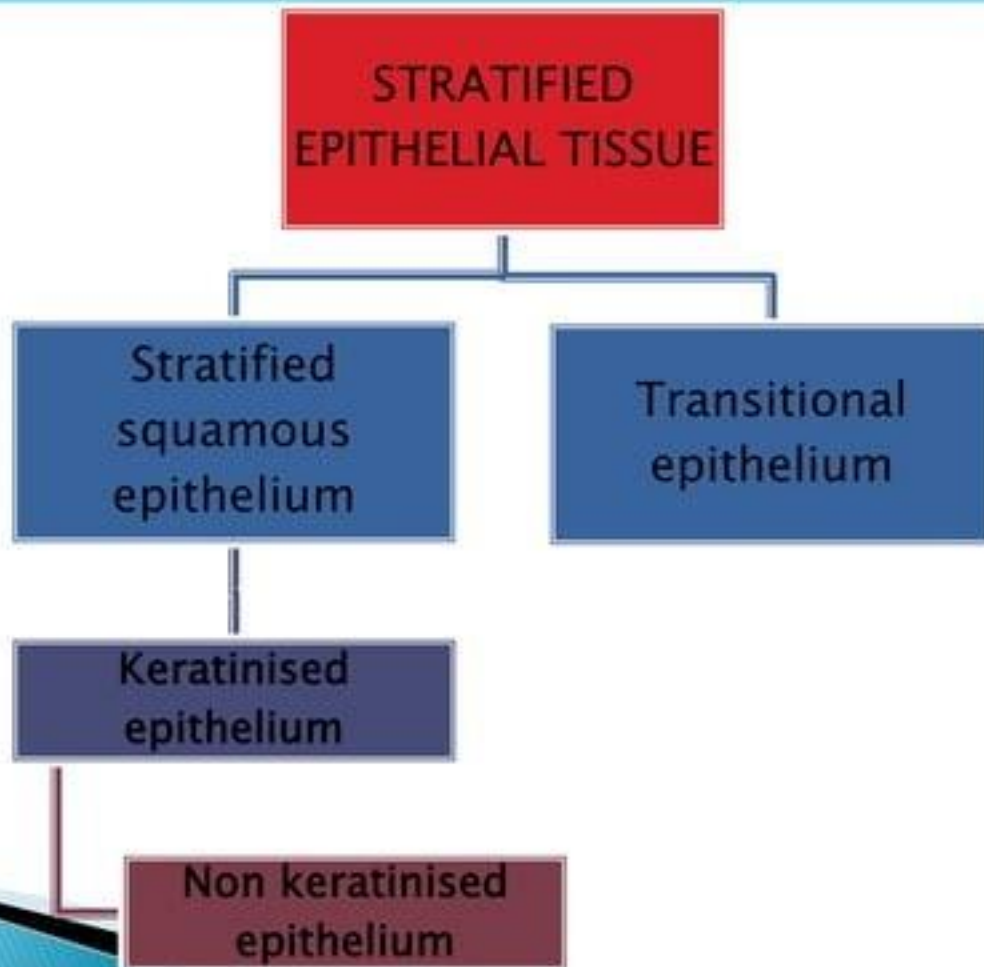 STRATIFIED
EPITHELIAL TISSUE
Stratified
squamous
epithelium
Transitional
epithelium
Keratinised
epithelium
Non keratinised
epithelium